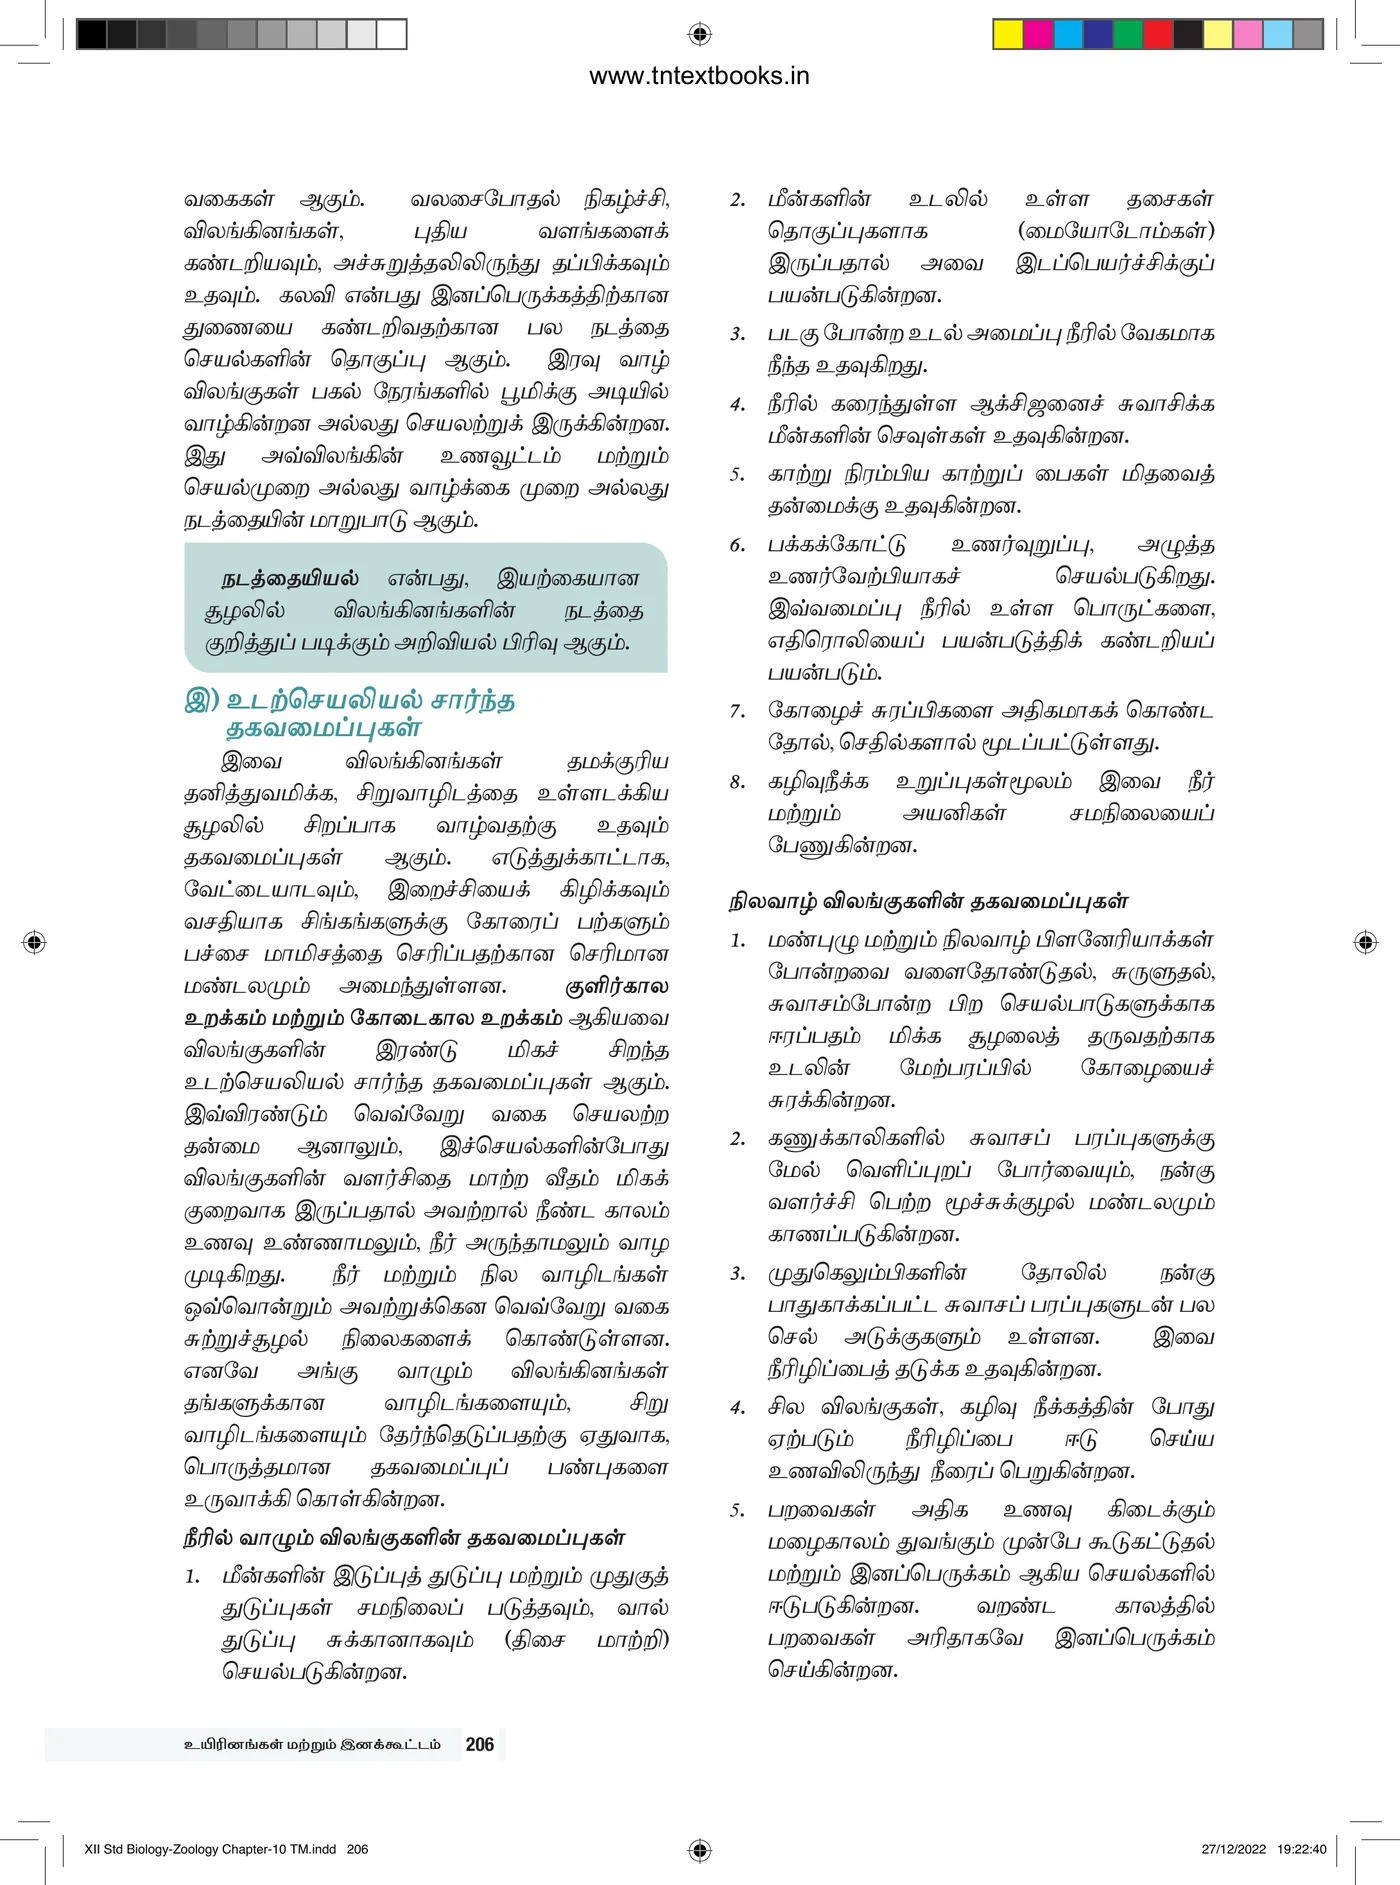 www.tntextbooks.in
வகைகள் ஆகும். வலசைபோதல் நிகழ்ச்சி,
விலங்கினங்கள், புதிய வளங்களைக்
கண்டறியவும், அச்சுறுத்தலிலிருந்து தப்பிக்கவும்
உதவும். கலவி என்பது இனப்பெருக்கத்திற்கான
துணையை கண்டறிவதற்கான பல நடத்தை
செயல்களின் தொகுப்பு ஆகும். இரவு வாழ்
விலங்குகள் பகல் நேரங்களில் பூமிக்கு அடியில்
வாழ்கின்றன அல்லது செயலற்றுக் இருக்கின்றன.
இது அவ்விலங்கின் உணவூட்டம் மற்றும்
செயல்முறை அல்லது வாழ்க்கை முறை அல்லது
நடத்தையின் மாறுபாடு ஆகும்.
நடத்தையியல் என்பது, இயற்கையான
சூழலில் விலங்கினங்களின் நடத்தை
குறித்துப் படிக்கும் அறிவியல் பிரிவு ஆகும்.
இ) உடற்செயலியல் சார்ந்த
தகவமைப்புகள்
இவை விலங்கினங்கள் தமக்குரிய
தனித்துவமிக்க, சிறுவாழிடத்தை உள்ளடக்கிய
சூழலில் சிறப்பாக வாழ்வதற்கு உதவும்
தகவமைப்புகள் ஆகும். எடுத்துக்காட்டாக,
வேட்டையாடவும், இறைச்சியைக் கிழிக்கவும்
வசதியாக சிங்கங்களுக்கு கோரைப் பற்களும்
பச்சை மாமிசத்தை செரிப்பதற்கான செரிமான
மண்டலமும் அமைந்துள்ளன. குளிர்கால
உறக்கம் மற்றும் கோடைகால உறக்கம் ஆகியவை
விலங்குகளின் இரண்டு மிகச் சிறந்த
உடற்செயலியல் சார்ந்த தகவமைப்புகள் ஆகும்.
இவ்விரண்டும் வெவ்வேறு வகை செயலற்ற
தன்மை ஆனாலும், இச்செயல்களின்போது
விலங்குகளின் வளர்சிதை மாற்ற வீதம் மிகக்
குறைவாக இருப்பதால் அவற்றால் நீண்ட காலம்
உணவு உண்ணாமலும், நீர் அருந்தாமலும் வாழ
முடிகிறது. நீர் மற்றும் நில வாழிடங்கள்
ஒவ்வொன்றும் அவற்றுக்கென வெவ்வேறு வகை
சுற்றுச்சூழல் நிலைகளைக் கொண்டுள்ளன.
எனவே அங்கு வாழும் விலங்கினங்கள்
தங்களுக்கான வாழிடங்களையும், சிறு
வாழிடங்களையும் தேர்ந்தெடுப்பதற்கு ஏதுவாக,
பொருத்தமான தகவமைப்புப் பண்புகளை
உருவாக்கி கொள்கின்றன.
நீரில் வாழும் விலங்குகளின் தகவமைப்புகள்
1. மீன்களின் இடுப்புத் துடுப்பு மற்றும் முதுகுத்
துடுப்புகள் சமநிலைப் படுத்தவும், வால்
துடுப்பு சுக்கானாகவும் (திசை மாற்றி)
செயல்படுகின்றன.
2. மீன்களின் உடலில் உள்ள தசைகள்
தொகுப்புகளாக (மையோடோம்கள்)
இருப்பதால் அவை இடப்பெயர்ச்சிக்குப்
பயன்படுகின்றன.
3. படகு போன்ற உடல் அமைப்பு நீரில் வேகமாக
நீந்த உதவுகிறது.
4. நீரில் கரைந்துள்ள ஆக்சிஜனைச் சுவாசிக்க
மீன்களின் செவுள்கள் உதவுகின்றன.
5. காற்று நிரம்பிய காற்றுப் பைகள் மிதவைத்
தன்மைக்கு உதவுகின்றன.
6. பக்கக்கோட்டு உணர்வுறுப்பு, அழுத்த
உணர்வேற்பியாகச் செயல்படுகிறது.
இவ்வமைப்பு நீரில் உள்ள பொருட்களை,
எதிரொலியைப் பயன்படுத்திக் கண்டறியப்
பயன்படும்.
7. கோழைச் சுரப்பிகளை அதிகமாகக் கொண்ட
தோல், செதில்களால் மூடப்பட்டுள்ளது.
8. கழிவுநீக்க உறுப்புகள்மூலம் இவை நீர்
மற்றும் அயனிகள் சமநிலையைப்
பேணுகின்றன.
நிலவாழ் விலங்குகளின் தகவமைப்புகள்
1. மண்புழு மற்றும் நிலவாழ் பிளனேரியாக்கள்
போன்றவை வளைதோண்டுதல், சுருளுதல்,
சுவாசம்போன்ற பிற செயல்பாடுகளுக்காக
ஈரப்பதம் மிக்க சூழலைத் தருவதற்காக
உடலின் மேற்பரப்பில் கோழையைச்
சுரக்கின்றன.
2. கணுக்காலிகளில் சுவாசப் பரப்புகளுக்கு
மேல் வெளிப்புறப் போர்வையும், நன்கு
வளர்ச்சி பெற்ற மூச்சுக்குழல் மண்டலமும்
காணப்படுகின்றன.
3. முதுகெலும்பிகளின் தோலில் நன்கு
பாதுகாக்கப்பட்ட சுவாசப் பரப்புகளுடன் பல
செல் அடுக்குகளும் உள்ளன. இவை
நீரிழிப்பைத் தடுக்க உதவுகின்றன.
4. சில விலங்குகள், கழிவு நீக்கத்தின் போது
ஏற்படும் நீரிழிப்பை ஈடு செய்ய
உணவிலிருந்து நீரைப் பெறுகின்றன.
5. பறவைகள் அதிக உணவு கிடைக்கும்
மழைகாலம் துவங்கும் முன்பே கூடுகட்டுதல்
மற்றும் இனப்பெருக்கம் ஆகிய செயல்களில்
ஈடுபடுகின்றன. வறண்ட காலத்தில்
பறவைகள் அரிதாகவே இனப்பெருக்கம்
செய்கின்றன.
உயிரினங்கள் மற்றும் இனக்கூட்டம் 206
XII Std Biology-Zoology Chapter-10 TM.indd 206
27/12/2022 19:22:40